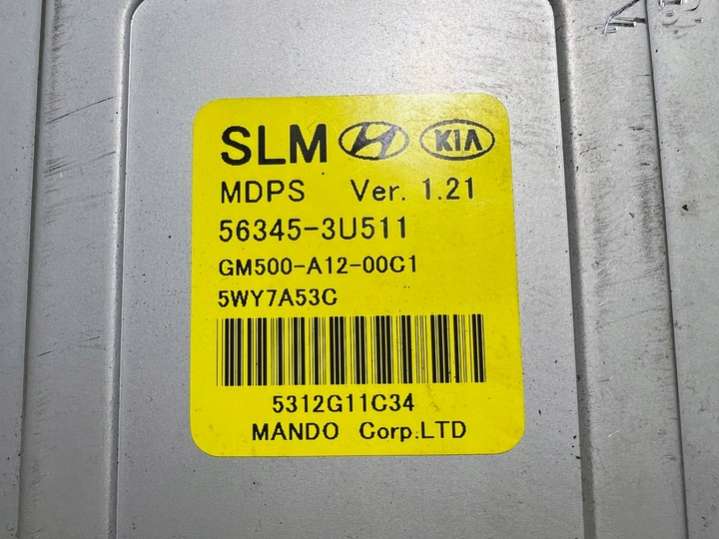 SLM KIA
MDPS Ver. 1.21
56345-3U511
GM500-A12-00C1
5WY7A53C
5312G11C34
MANDO Corp.LTD